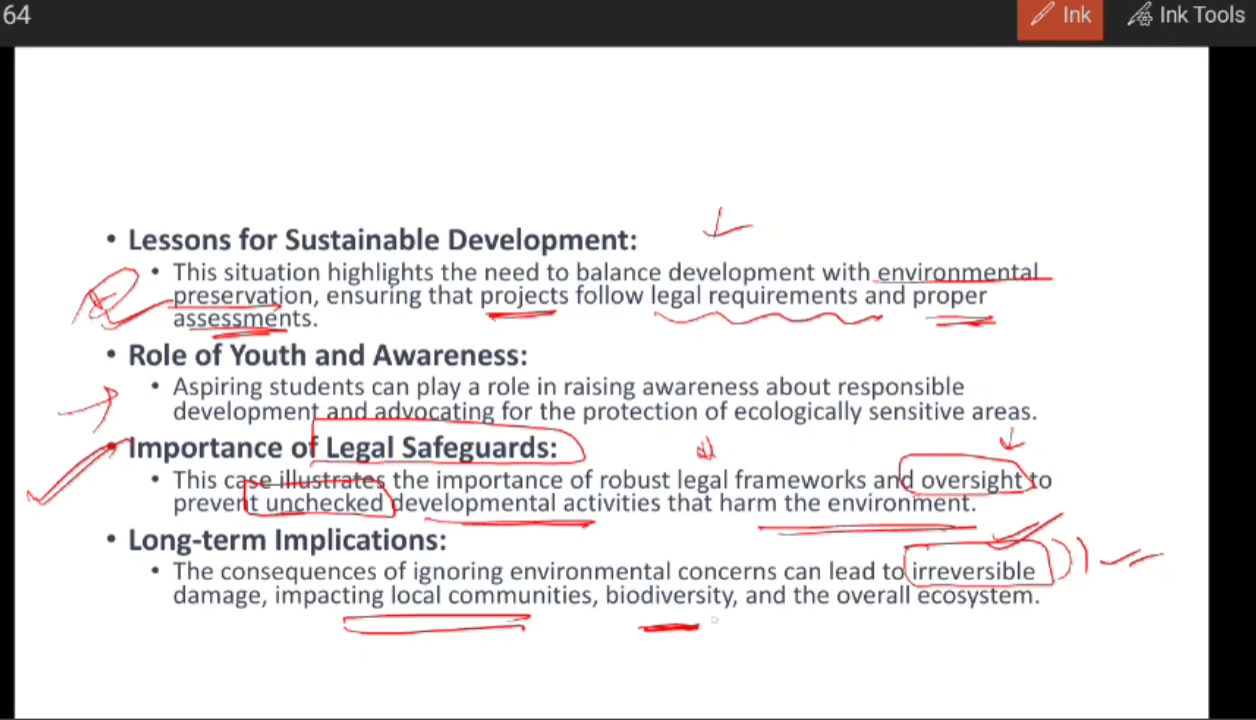 64
Ink
Ink Tools
• Lessons for Sustainable Development:
• This situation highlights the need to balance development with environmental
preservation, ensuring that projects follow legal requirements and proper
assessments.
• Role of Youth and Awareness:
• Aspiring students can play a role in raising awareness about responsible
development and advocating for the protection of ecologically sensitive areas.
• Importance of Legal Safeguards:
• This case illustrates the importance of robust legal frameworks and oversight to
prevent unchecked developmental activities that harm the environment.
• Long-term Implications:
• The consequences of ignoring environmental concerns can lead to irreversible
damage, impacting local communities, biodiversity, and the overall ecosystem.